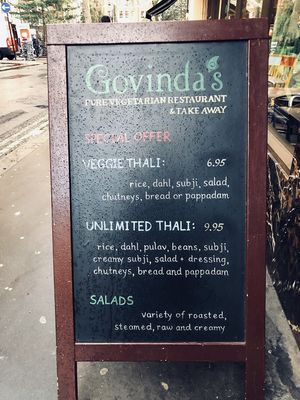 Govinda's
PURE VEGETARIAN RESTAURANT
& TAKE AWAY
SPECIAL OFFER
VEGGIE THALI: 6.95
rice, dahl, subji, salad,
chutneys, bread or pappadam
UNLIMITED THALI: 9.95
rice, dahl, pulav, beans, subji,
creamy subji, salad + dressing,
chutneys, bread and pappadam
SALADS
variety of roasted,
steamed, raw and creamy